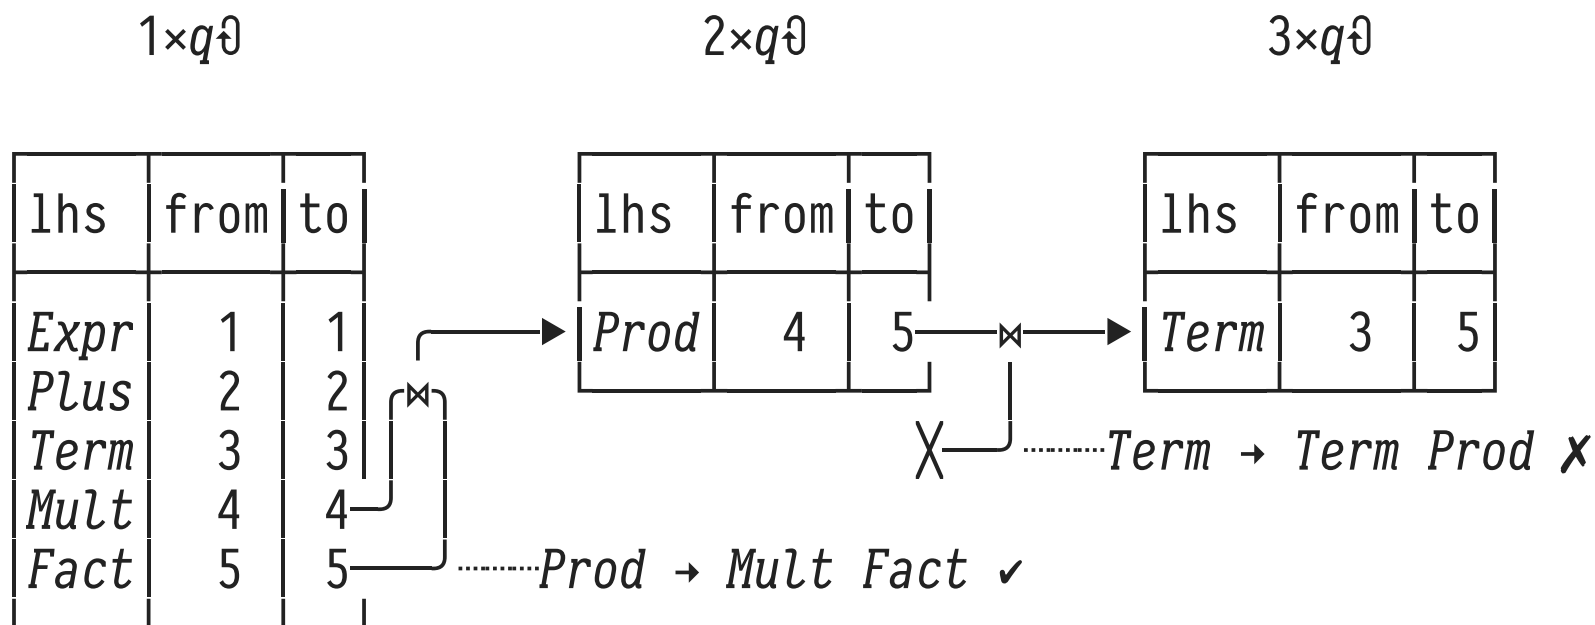 1×q 2×q 3×q
lhs from to lhs from to lhs from to
Expr 1 1 Prod 4 5 ⋈ Term 3 5
Plus 2 2 ⋈
Term 3 3 Term → Term Prod ✗
Mult 4 4
Fact 5 5 Prod → Mult Fact ✓